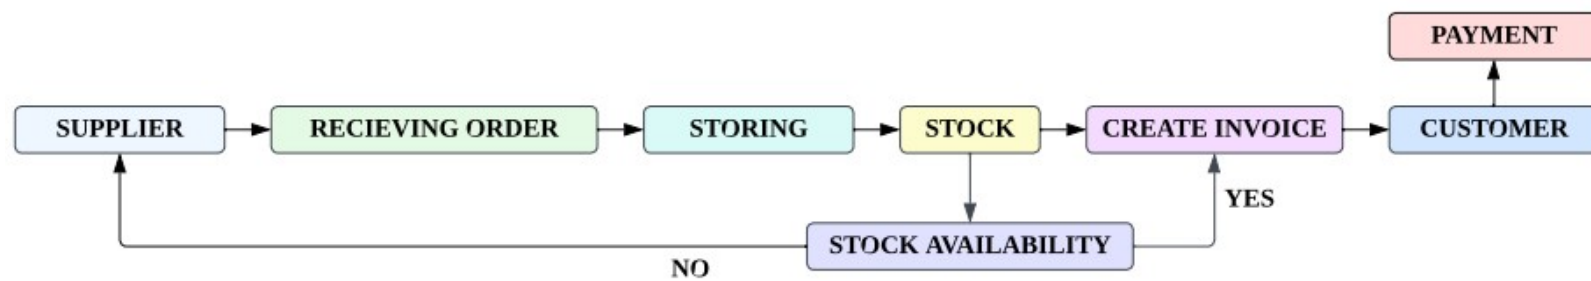 PAYMENT
SUPPLIER
RECIEVING ORDER
STORING
STOCK
CREATE INVOICE
CUSTOMER
YES
STOCK AVAILABILITY
NO